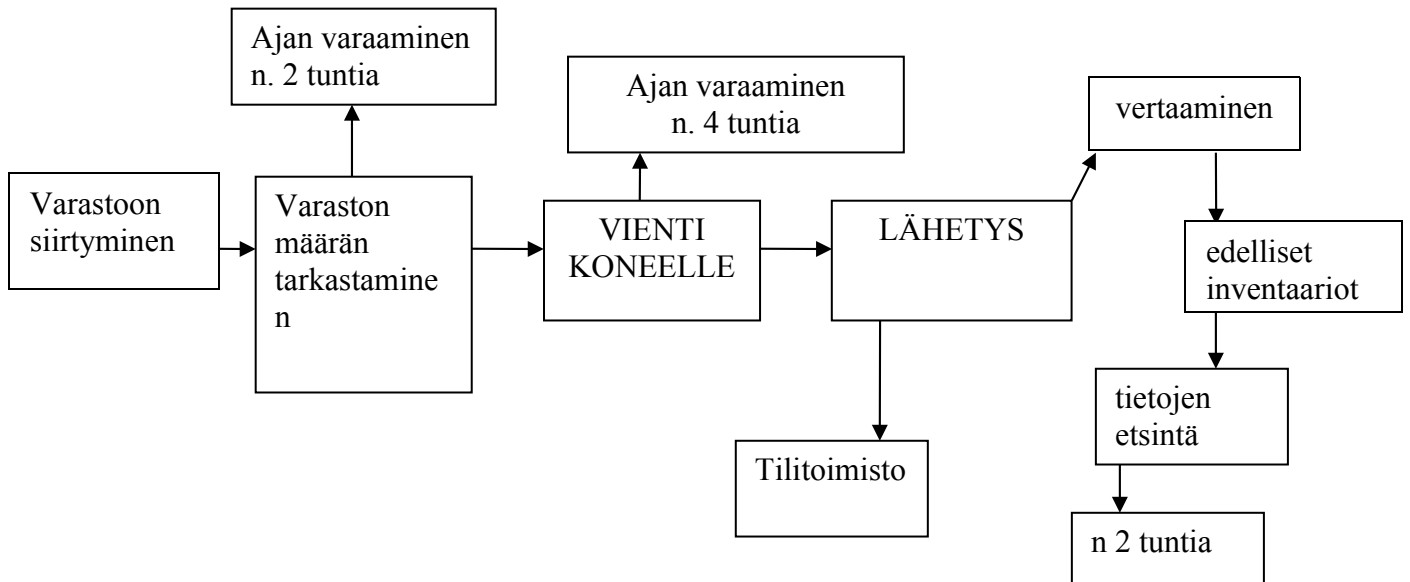 Ajan varaaminen
n. 2 tuntia
Ajan varaaminen
n. 4 tuntia
vertaaminen
Varastoon
siirtyminen
Varaston
määrän
tarkastamine
n
VIENTI
KONEELLE
LÄHETYS
edelliset
inventaariot
tietojen
etsintä
Tilitoimisto
n 2 tuntia